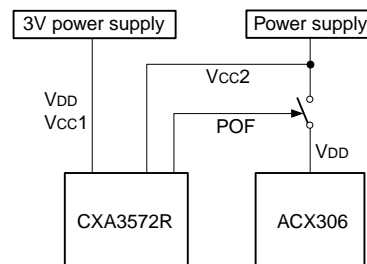 3V power supply
Power supply
VCC2
VDD
VCC1
POF
VDD
CXA3572R
ACX306